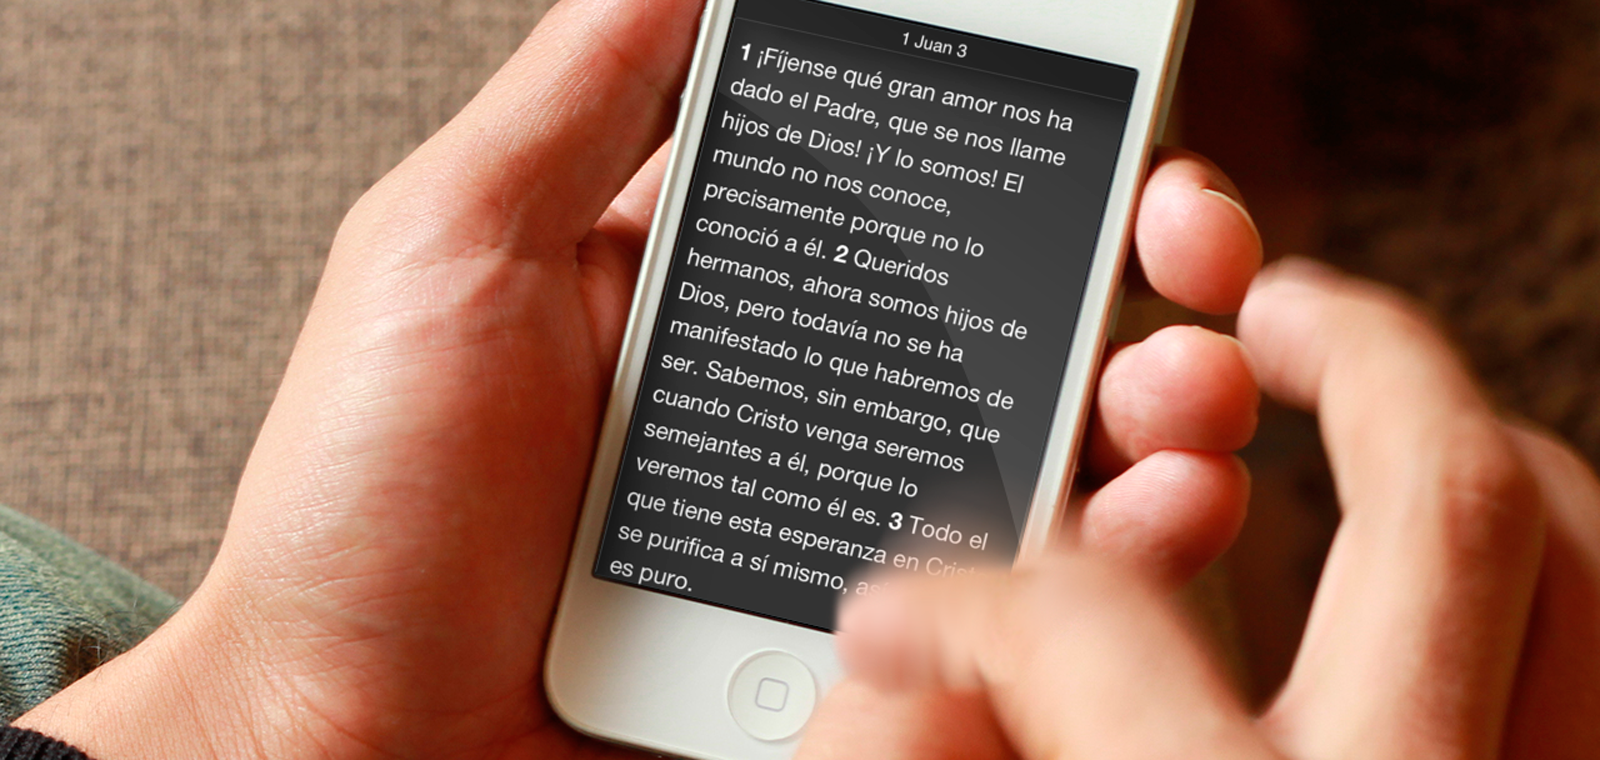 1 Juan 3
1 ¡Fíjense qué gran amor nos ha
dado el Padre, que se nos llame
hijos de Dios! ¡Y lo somos! El
mundo no nos conoce,
precisamente porque no lo
conoció a él. 2 Queridos
hermanos, ahora somos hijos de
Dios, pero todavía no se ha
manifestado lo que habremos de
ser. Sabemos, sin embargo, que
cuando Cristo venga seremos
semejantes a él, porque lo
veremos tal como él es. 3 Todo el
que tiene esta esperanza en
se purifica a sí mismo,
es puro.